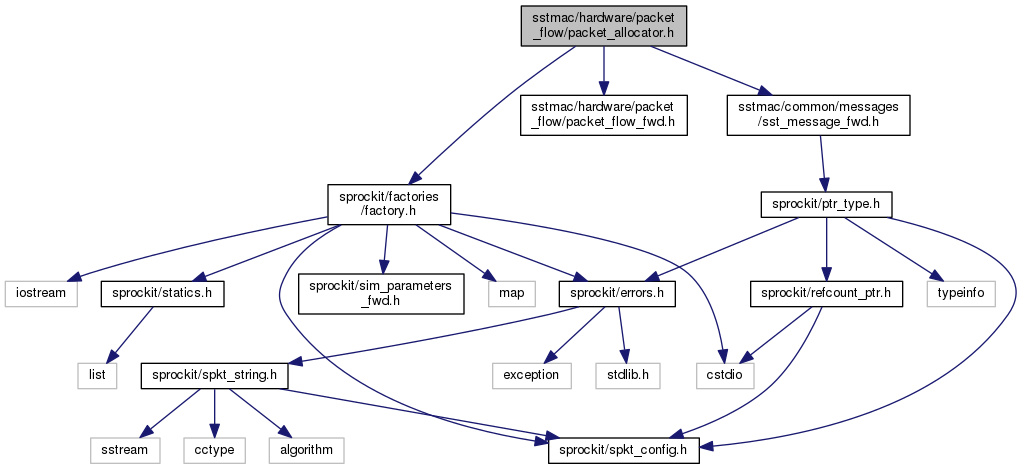 sstmac/hardware/packet
_flow/packet_allocator.h
sstmac/hardware/packet
_flow/packet_flow_fwd.h
sstmac/common/messages
/sst_message_fwd.h
sprockit/factories
/factory.h
sprockit/ptr_type.h
iostream
sprockit/statics.h
sprockit/sim_parameters
_fwd.h
map
sprockit/errors.h
sprockit/refcount_ptr.h
typeinfo
list
sprockit/spkt_string.h
exception
stdlib.h
cstdio
sstream
cctype
algorithm
sprockit/spkt_config.h